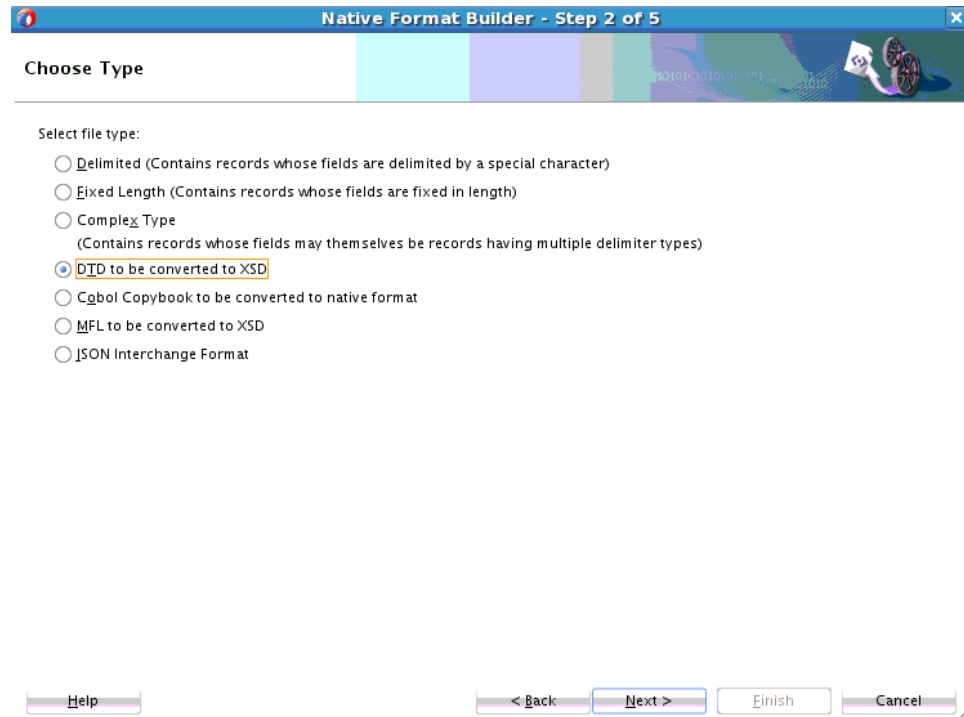 Native Format Builder - Step 2 of 5
Choose Type
Select file type:
Delimited (Contains records whose fields are delimited by a special character)
Fixed Length (Contains records whose fields are fixed in length)
Complex Type
(Contains records whose fields may themselves be records having multiple delimiter types)
DTD to be converted to XSD
Cobol Copybook to be converted to native format
MFL to be converted to XSD
JSON Interchange Format
Help
< Back
Next >
Finish
Cancel